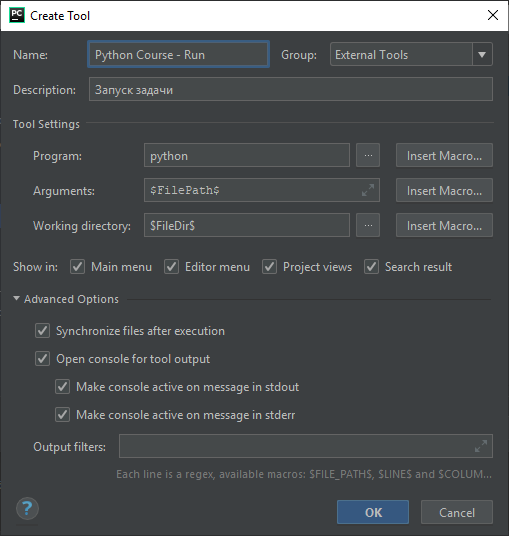 PC Create Tool
Name: Python Course - Run Group: External Tools
Description: Запуск задачи
Tool Settings
Program: python ... Insert Macro...
Arguments: $FilePath$ Insert Macro...
Working directory: $FileDir$ ... Insert Macro...
Show in: Main menu Editor menu Project views Search result
Advanced Options
Synchronize files after execution
Open console for tool output
Make console active on message in stdout
Make console active on message in stderr
Output filters:
Each line is a regex, available macros: $FILE_PATH$, $LINE$ and $COLUM...
? OK Cancel